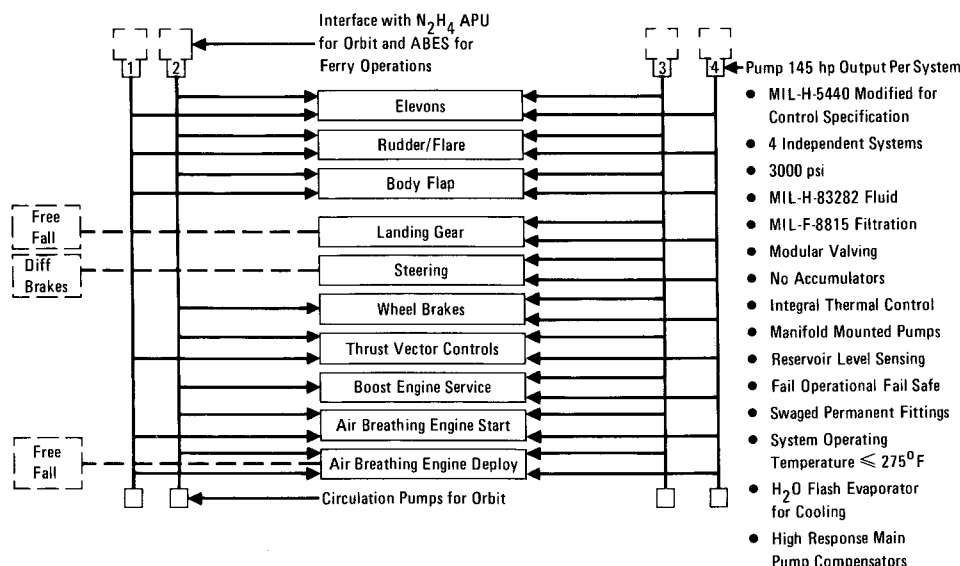 Interface with N2H4 APU
for Orbit and ABES for
Ferry Operations
1
2
3
4
Pump 145 hp Output Per System
Elevons
Rudder/Flare
Body Flap
Free
Fall
Landing Gear
Diff
Brakes
Steering
Wheel Brakes
Thrust Vector Controls
Boost Engine Service
Air Breathing Engine Start
Free
Fall
Air Breathing Engine Deploy
Circulation Pumps for Orbit
• MIL-H-5440 Modified for
Control Specification
• 4 Independent Systems
• 3000 psi
• MIL-H-83282 Fluid
• MIL-F-8815 Filtration
• Modular Valving
• No Accumulators
• Integral Thermal Control
• Manifold Mounted Pumps
• Reservoir Level Sensing
• Fail Operational Fail Safe
• Swaged Permanent Fittings
• System Operating
Temperature ≤ 275°F
• H2O Flash Evaporator
for Cooling
• High Response Main
Pump Compensators